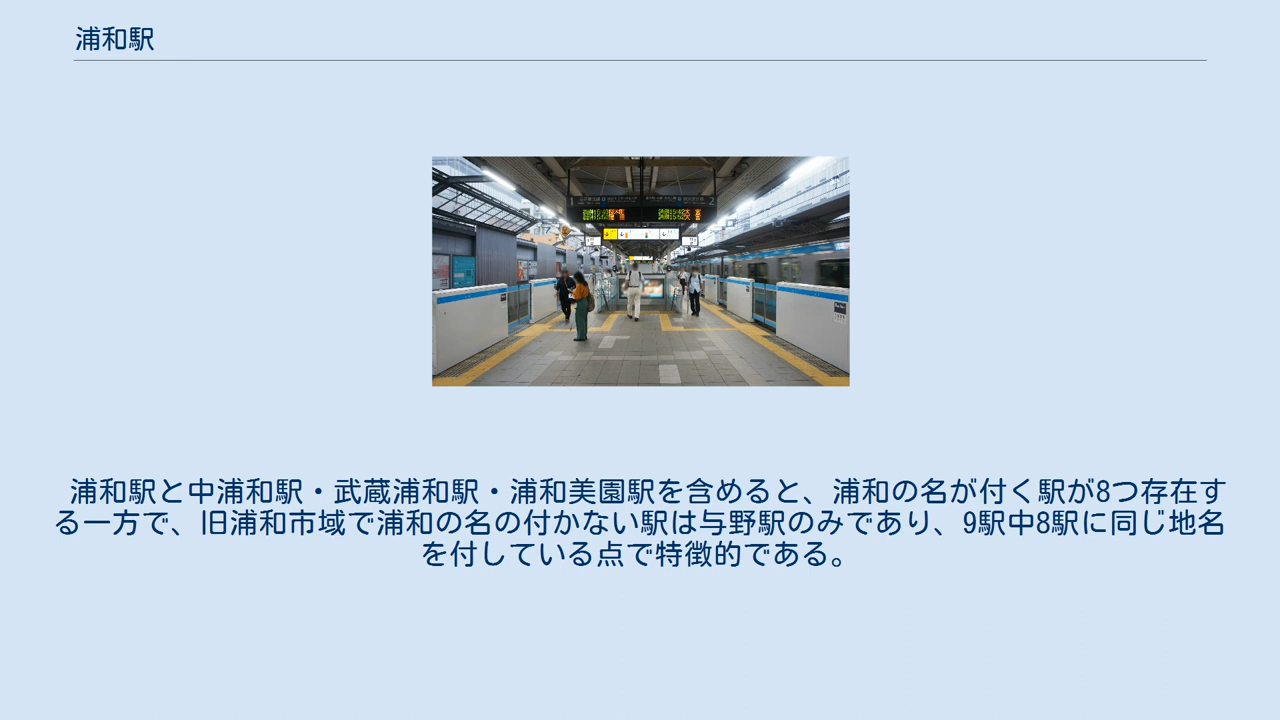 浦和駅
1
2
浦和駅と中浦和駅・武蔵浦和駅・浦和美園駅を含めると、浦和の名が付く駅が8つ存在す
る一方で、旧浦和市域で浦和の名の付かない駅は与野駅のみであり、9駅中8駅に同じ地名
を付している点で特徴的である。